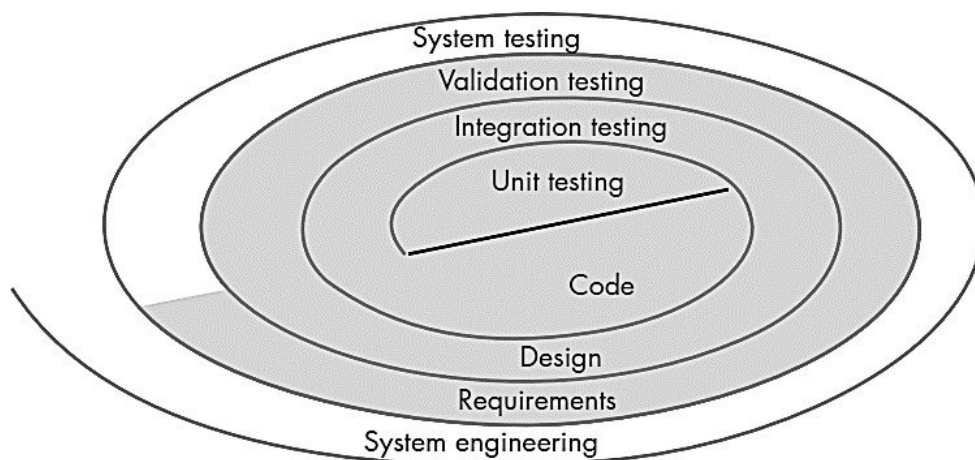 System testing
Validation testing
Integration testing
Unit testing
Code
Design
Requirements
System engineering